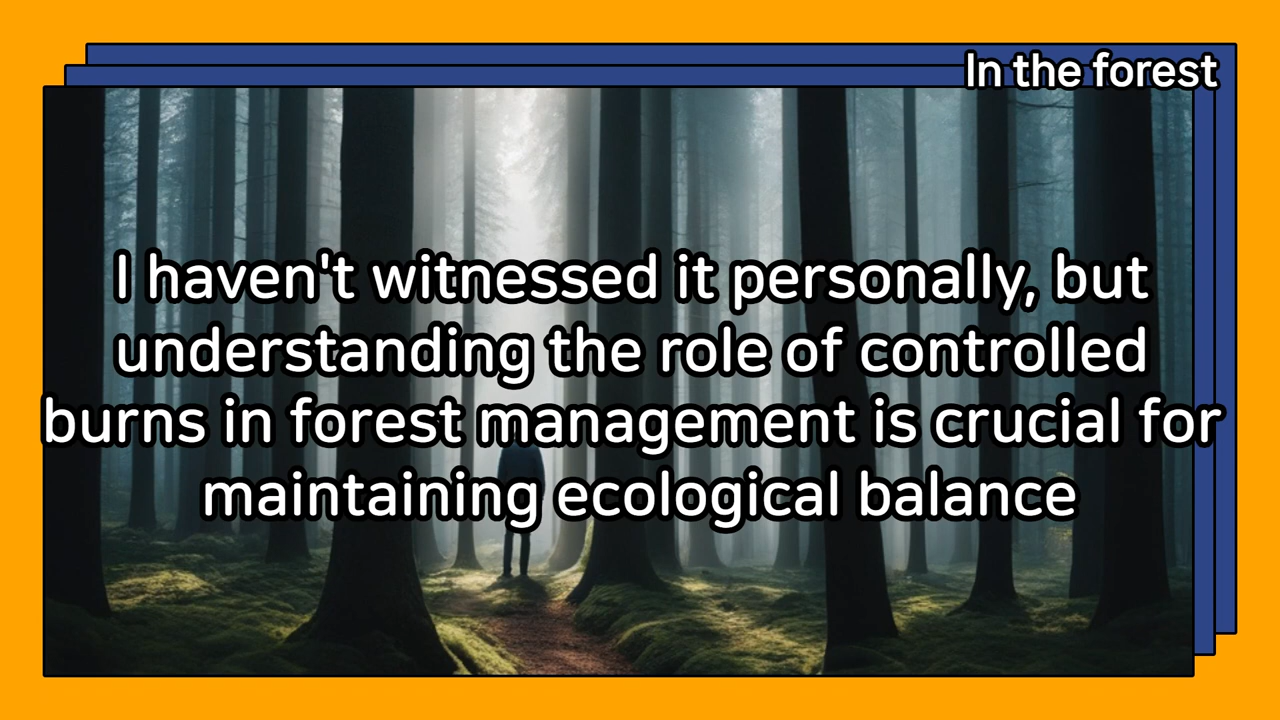 In the forest
I haven't witnessed it personally, but
understanding the role of controlled
burns in forest management is crucial for
maintaining ecological balance